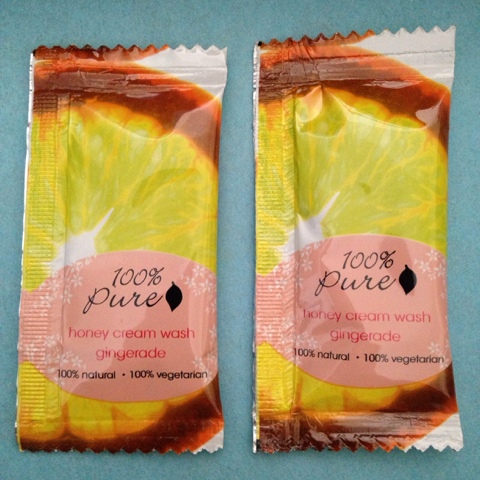 100%
Pure
honey cream wash
gingerade
100% natural • 100% vegetarian
100%
Pure
honey cream wash
gingerade
100% natural • 100% vegetarian